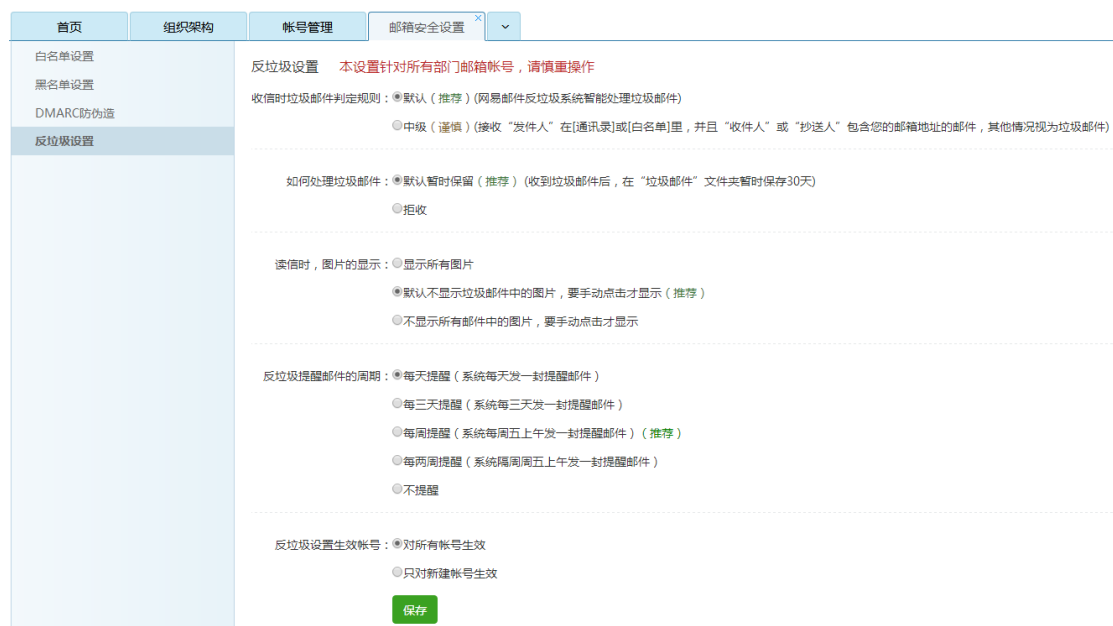 首页 组织架构 帐号管理 邮箱安全设置
白名单设置
黑名单设置
DMARC防伪造
反垃圾设置
反垃圾设置 本设置针对所有部门邮箱帐号，请慎重操作
收信时垃圾邮件判定规则：默认（推荐）(网易邮件反垃圾系统智能处理垃圾邮件)
中级（谨慎）(接收“发件人”在[通讯录]或[白名单]里，并且“收件人”或“抄送人”包含您的邮箱地址的邮件，其他情况视为垃圾邮件)
如何处理垃圾邮件：默认暂时保留（推荐）(收到垃圾邮件后，在“垃圾邮件”文件夹暂时保存30天)
拒收
读信时，图片的显示：显示所有图片
默认不显示垃圾邮件中的图片，要手动点击才显示（推荐）
不显示所有邮件中的图片，要手动点击才显示
反垃圾提醒邮件的周期：每天提醒（系统每天发一封提醒邮件）
每三天提醒（系统每三天发一封提醒邮件）
每周提醒（系统每周五上午发一封提醒邮件）（推荐）
每两周提醒（系统隔周周五上午发一封提醒邮件）
不提醒
反垃圾设置生效帐号：对所有帐号生效
只对新建帐号生效
保存